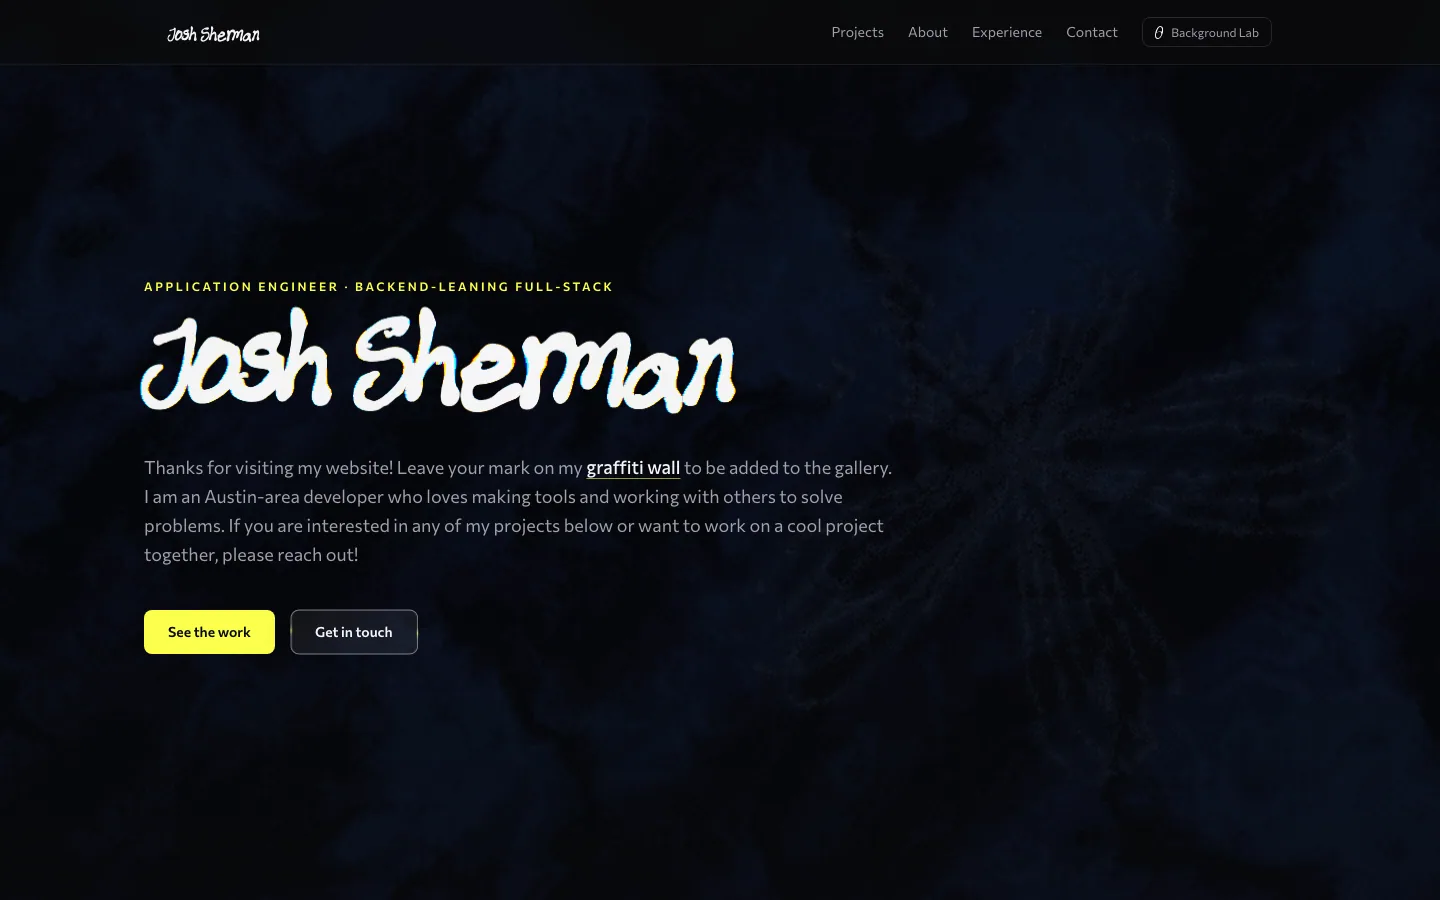 Josh Sherman
Projects
About
Experience
Contact
Background Lab
APPLICATION ENGINEER · BACKEND-LEANING FULL-STACK
Josh Sherman
Thanks for visiting my website! Leave your mark on my graffiti wall to be added to the gallery.
I am an Austin-area developer who loves making tools and working with others to solve
problems. If you are interested in any of my projects below or want to work on a cool project
together, please reach out!
See the work
Get in touch